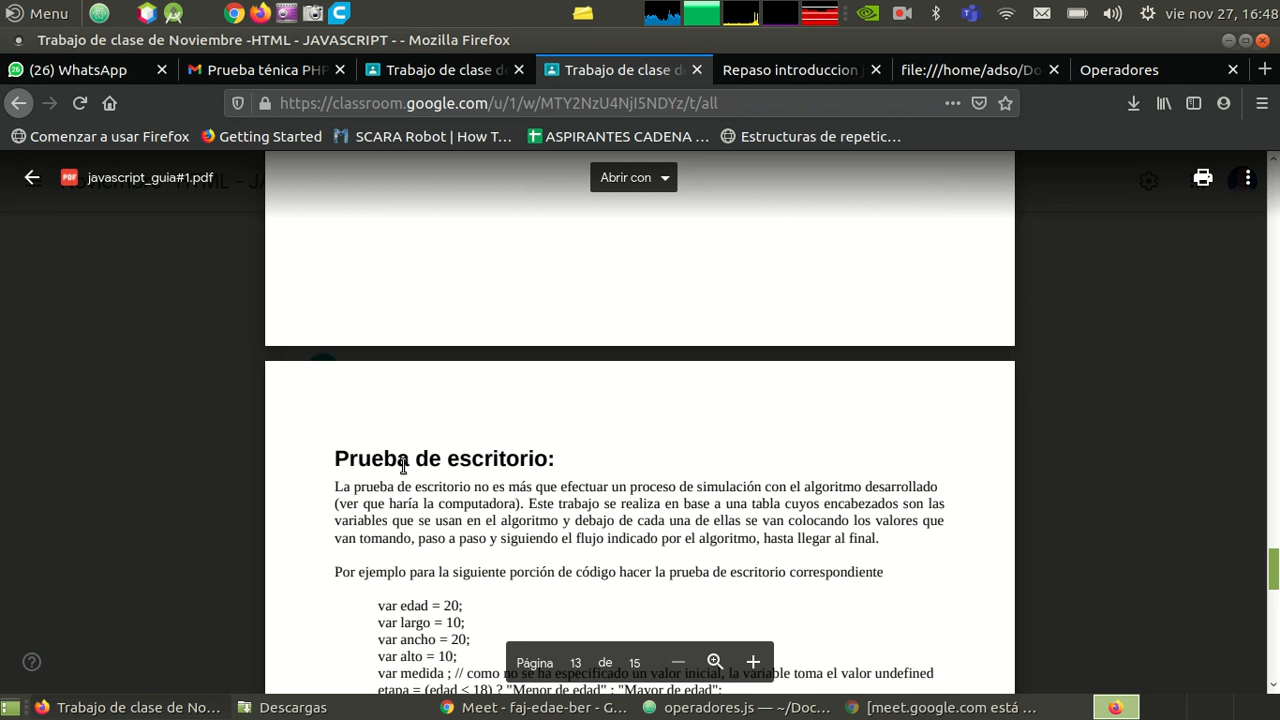 Menu
vie nov 27, 16:48
Trabajo de clase de Noviembre -HTML - JAVASCRIPT - - Mozilla Firefox
(26) WhatsApp
Prueba ténica PHP
Trabajo de clase d
Trabajo de clase d
Repaso introduccion
file:///home/adso/Do
Operadores
https://classroom.google.com/u/1/w/MTY2NzU4NjI5NDYz/t/all
Comenzar a usar Firefox
Getting Started
SCARA Robot | How T...
ASPIRANTES CADENA ...
Estructuras de repetic...
javascript_guia#1.pdf
Abrir con
Prueba de escritorio:
La prueba de escritorio no es más que efectuar un proceso de simulación con el algoritmo desarrollado
(ver que haría la computadora). Este trabajo se realiza en base a una tabla cuyos encabezados son las
variables que se usan en el algoritmo y debajo de cada una de ellas se van colocando los valores que
van tomando, paso a paso y siguiendo el flujo indicado por el algoritmo, hasta llegar al final.
Por ejemplo para la siguiente porción de código hacer la prueba de escritorio correspondiente
var edad = 20;
var largo = 10;
var ancho = 20;
var alto = 10;
var medida ; // como no se ha especificado un valor inicial, la variable toma el valor undefined
etapa = (edad < 18) ? "Menor de edad" : "Mayor de edad";
Página 13 de 15
Trabajo de clase de No...
Descargas
Meet - faj-edae-ber - G...
operadores.js — ~/Doc...
[meet.google.com está ...